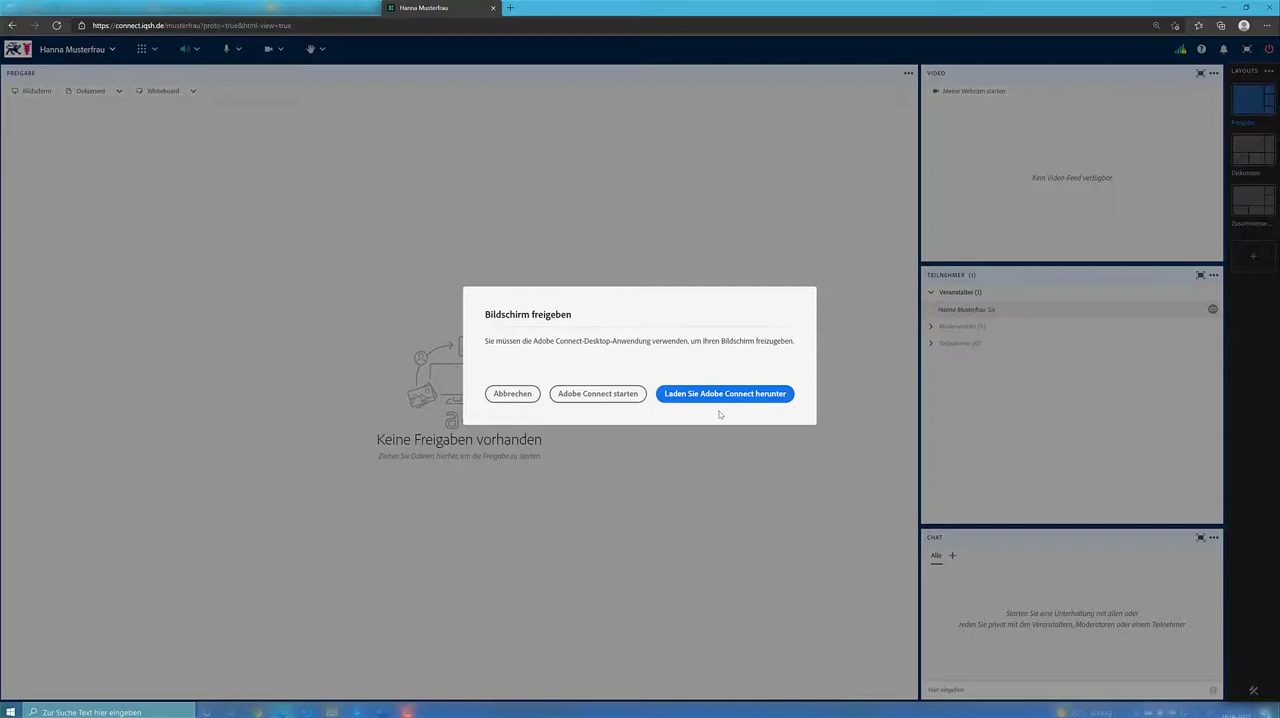 Hanna Musterfrau
https://connect.iqsh.de/musterfrau?proto=true&html-view=true
Hanna Musterfrau
FREIGABE
Bildschirm
Dokument
Whiteboard
VIDEO
Meine Webcam starten
Kein Video-Feed verfügbar
LAYOUTS
Freigabe
Diskussion
Zusammenar...
Bildschirm freigeben
Sie müssen die Adobe Connect-Desktop-Anwendung verwenden, um Ihren Bildschirm freizugeben.
Abbrechen
Adobe Connect starten
Laden Sie Adobe Connect herunter
Keine Freigaben vorhanden
Ziehen Sie Dateien hierher, um die Freigabe zu starten
TEILNEHMER (1)
Veranstalter (1)
Hanna Musterfrau Sie
Moderatoren (0)
Teilnehmer (0)
CHAT
Alle
Starten Sie eine Unterhaltung mit allen oder
reden Sie privat mit den Veranstaltern, Moderatoren oder einem Teilnehmer
Hier eingeben
Zur Suche Text hier eingeben